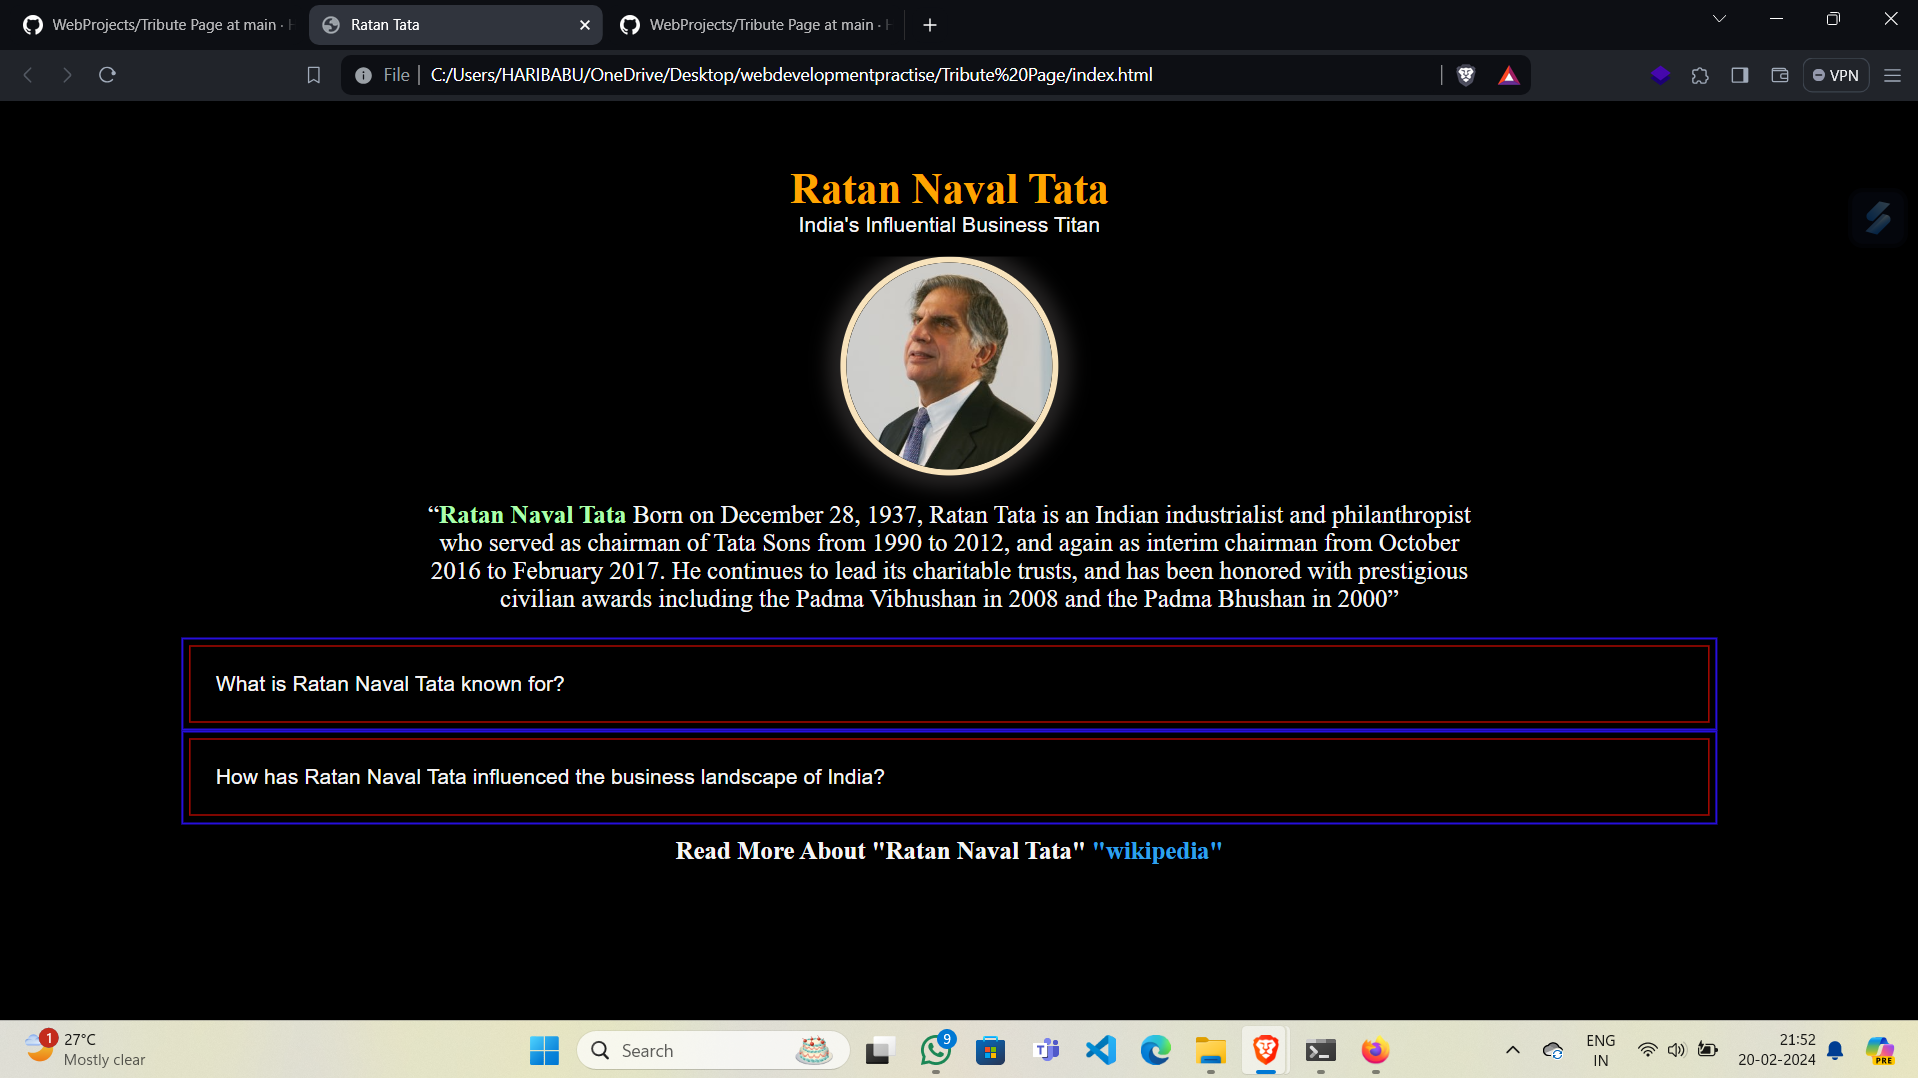 WebProjects/Tribute Page at main ·
Ratan Tata
WebProjects/Tribute Page at main ·
File
C:/Users/HARIBABU/OneDrive/Desktop/webdevelopmentpractise/Tribute%20Page/index.html
VPN
Ratan Naval Tata
India's Influential Business Titan
“Ratan Naval Tata Born on December 28, 1937, Ratan Tata is an Indian industrialist and philanthropist
who served as chairman of Tata Sons from 1990 to 2012, and again as interim chairman from October
2016 to February 2017. He continues to lead its charitable trusts, and has been honored with prestigious
civilian awards including the Padma Vibhushan in 2008 and the Padma Bhushan in 2000”
What is Ratan Naval Tata known for?
How has Ratan Naval Tata influenced the business landscape of India?
Read More About "Ratan Naval Tata" "wikipedia"
1
27°C
Mostly clear
Search
9
ENG
IN
21:52
20-02-2024
PRE